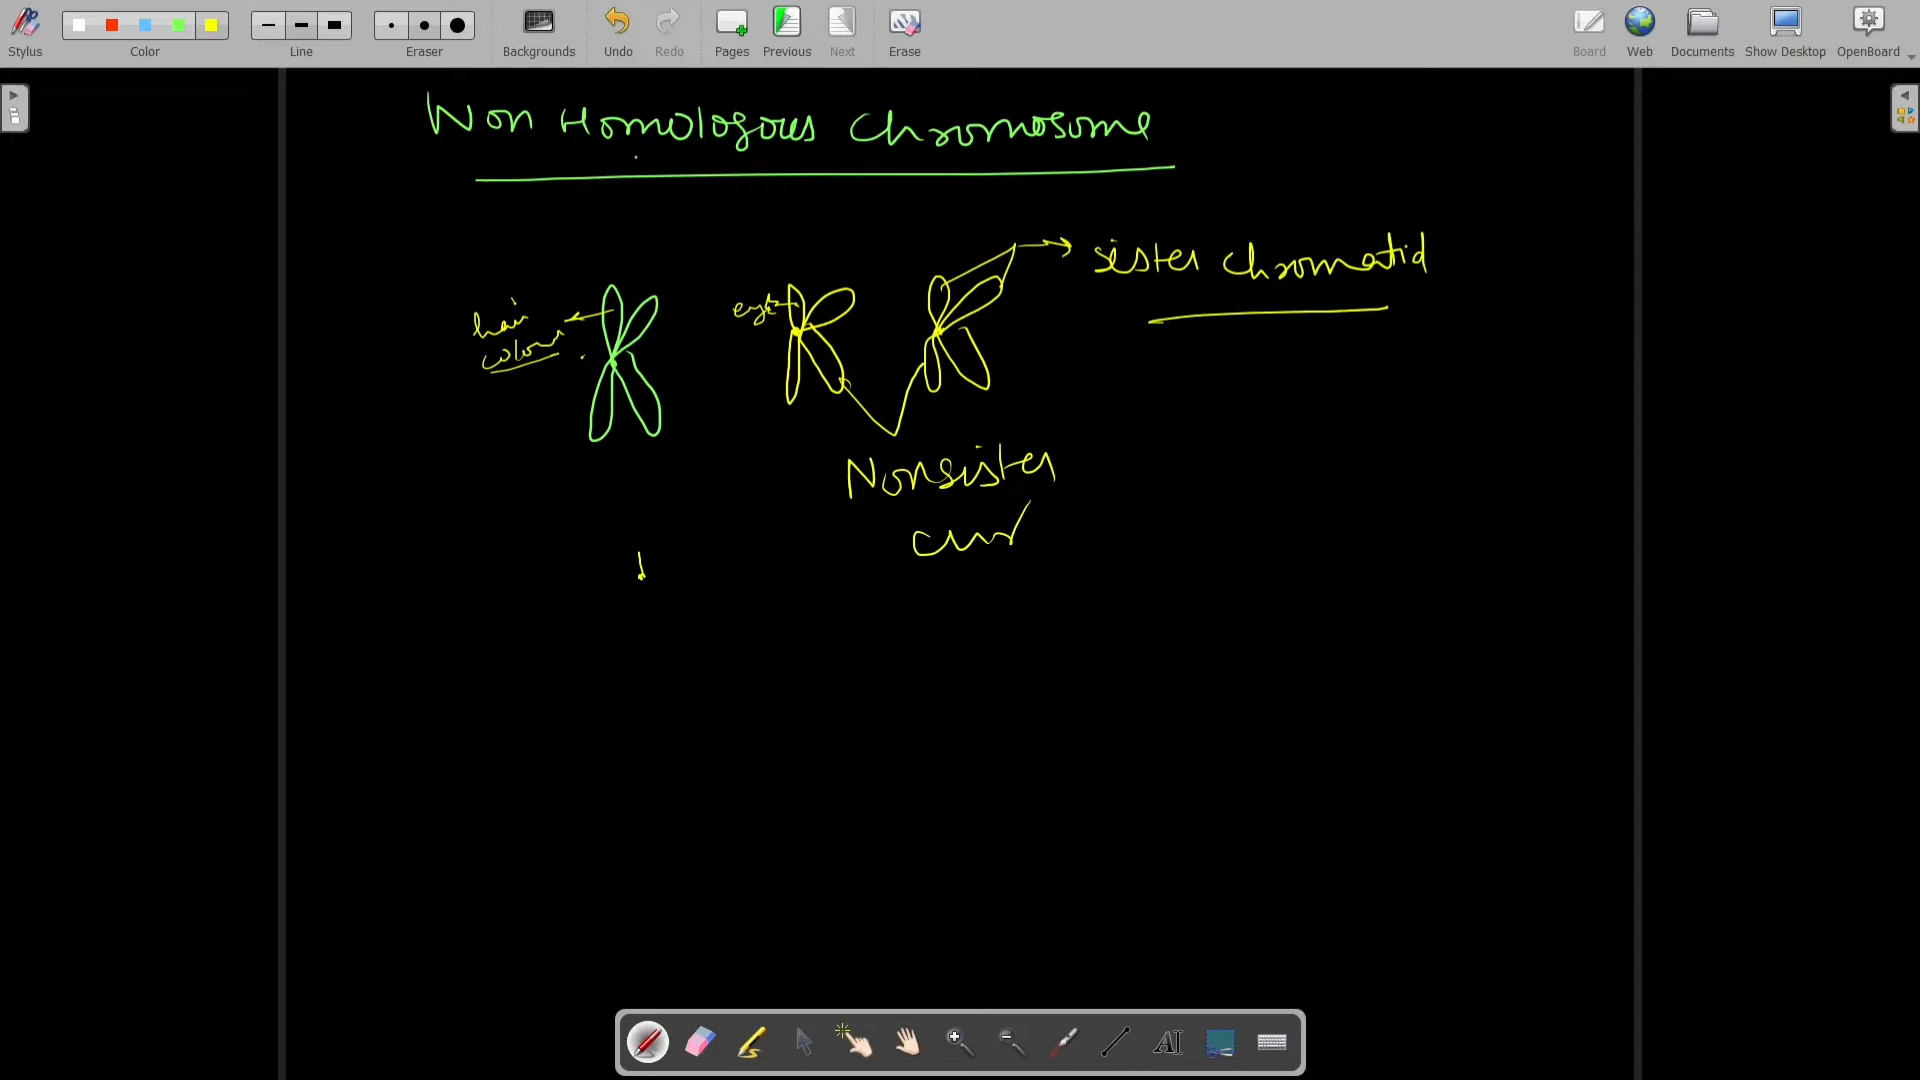 Stylus Color Line Eraser Backgrounds Undo Redo Pages Previous Next Erase Board Web Documents Show Desktop OpenBoard
Non Homologous Chromosome
sister chromatid
hair
colour
eye
Nonsister
AI